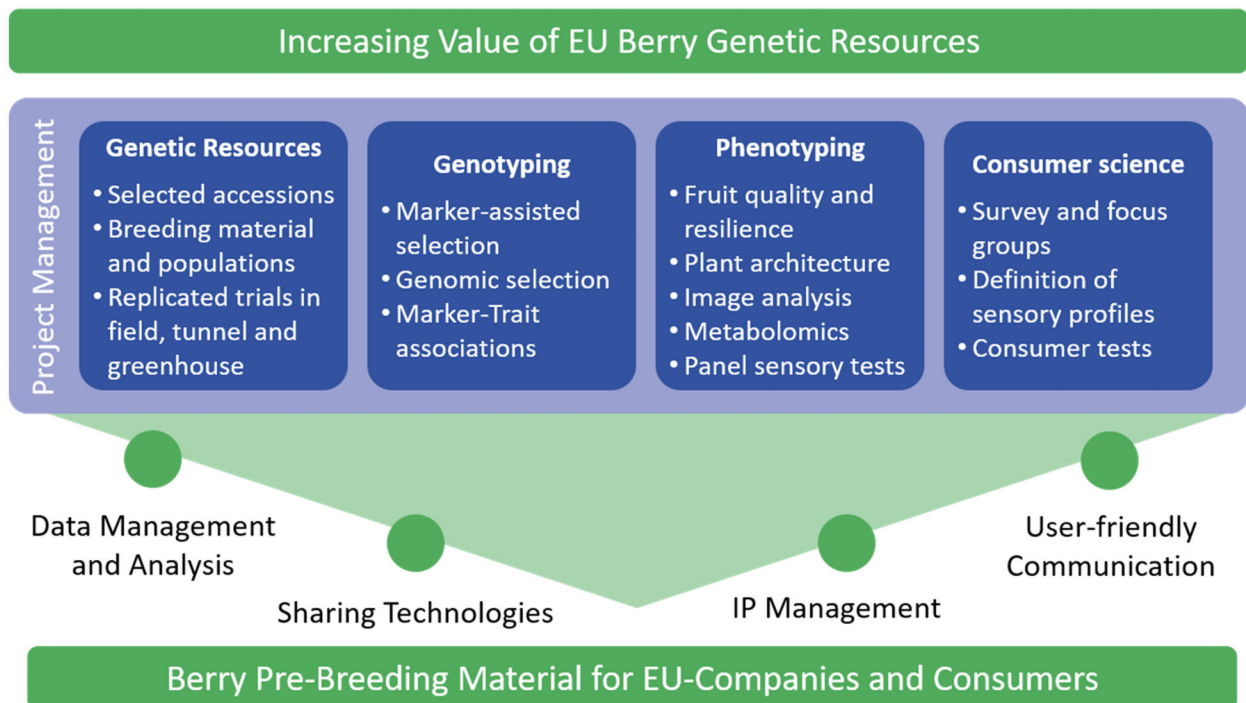 Increasing Value of EU Berry Genetic Resources
Project Management
Genetic Resources
• Selected accessions
• Breeding material
and populations
• Replicated trials in
field, tunnel and
greenhouse
Genotyping
• Marker-assisted
selection
• Genomic selection
• Marker-Trait
associations
Phenotyping
• Fruit quality and
resilience
• Plant architecture
• Image analysis
• Metabolomics
• Panel sensory tests
Consumer science
• Survey and focus
groups
• Definition of
sensory profiles
• Consumer tests
Data Management
and Analysis
Sharing Technologies
IP Management
User-friendly
Communication
Berry Pre-Breeding Material for EU-Companies and Consumers